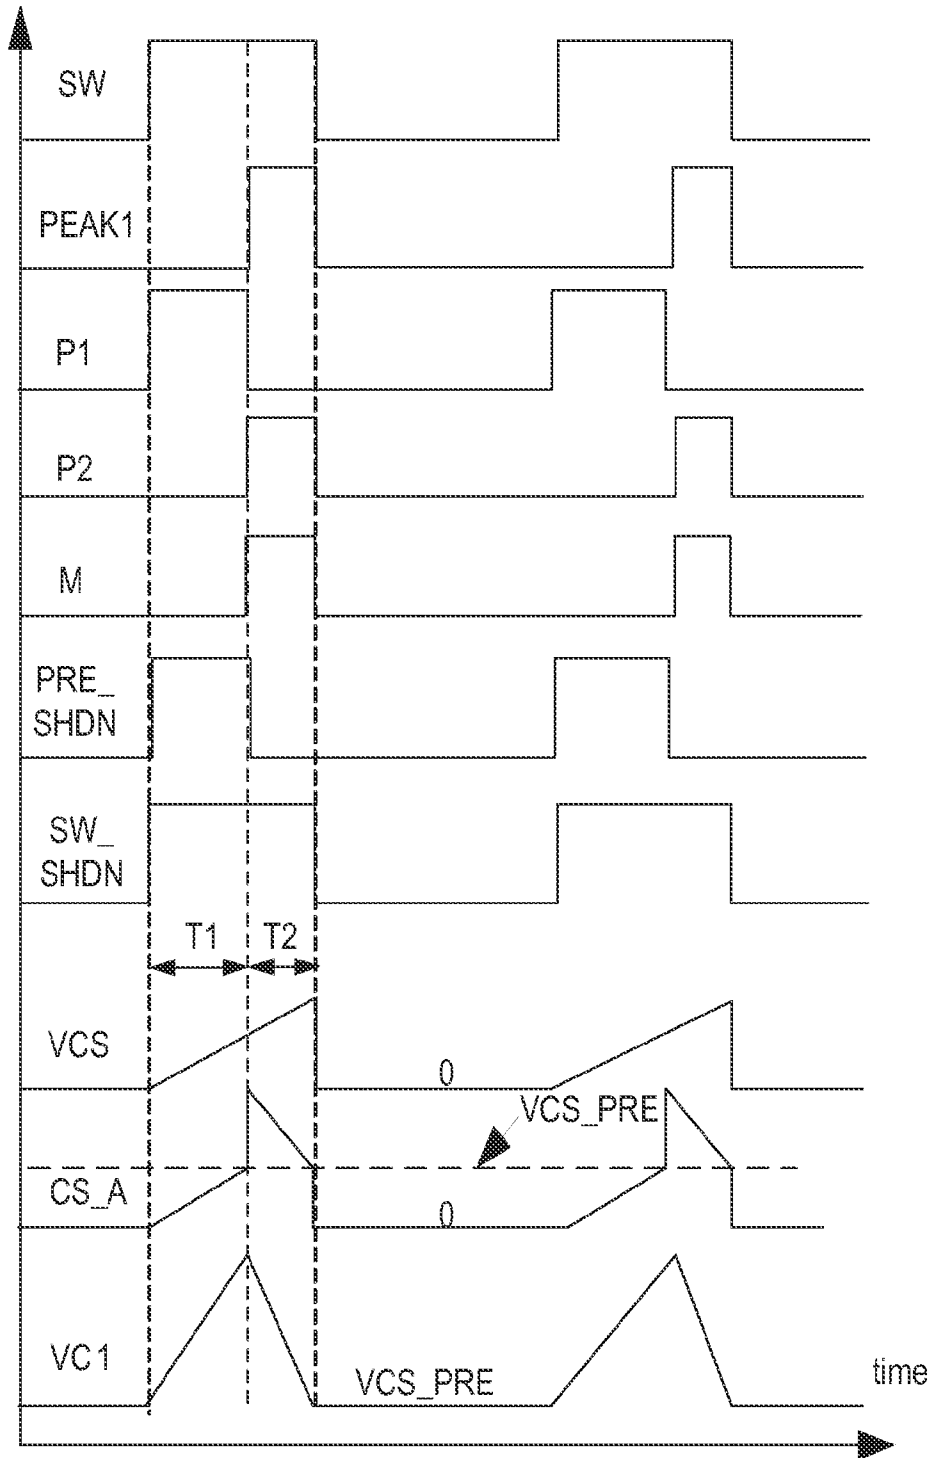 SW
PEAK1
P1
P2
M
PRE_
SHDN
SW_
SHDN
T1 T2
VCS
0
VCS_PRE
CS_A
0
VC1
VCS_PRE
time